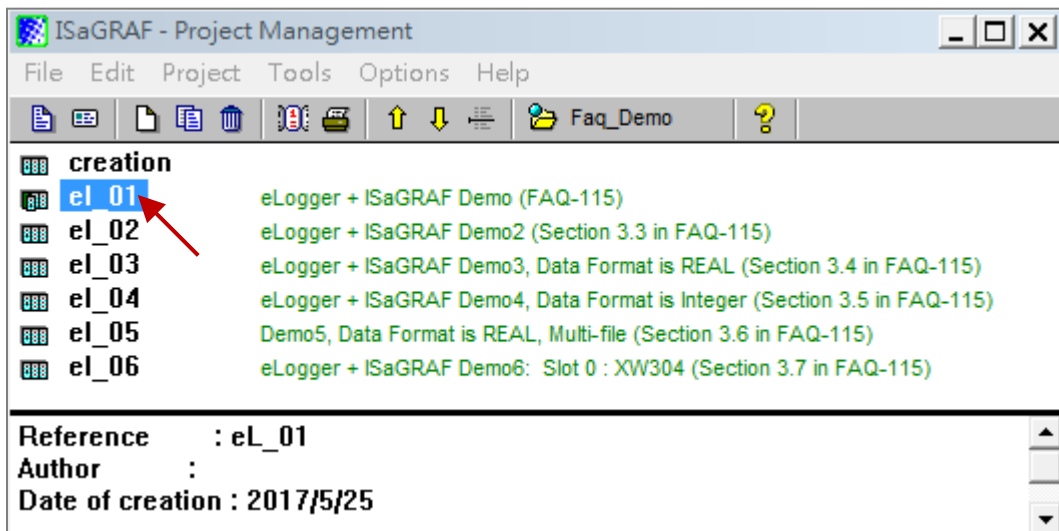 ISaGRAF - Project Management
File Edit Project Tools Options Help
Faq_Demo
creation
el_01 eLogger + ISaGRAF Demo (FAQ-115)
el_02 eLogger + ISaGRAF Demo2 (Section 3.3 in FAQ-115)
el_03 eLogger + ISaGRAF Demo3, Data Format is REAL (Section 3.4 in FAQ-115)
el_04 eLogger + ISaGRAF Demo4, Data Format is Integer (Section 3.5 in FAQ-115)
el_05 Demo5, Data Format is REAL, Multi-file (Section 3.6 in FAQ-115)
el_06 eLogger + ISaGRAF Demo6: Slot 0 : XW304 (Section 3.7 in FAQ-115)
Reference : eL_01
Author :
Date of creation : 2017/5/25